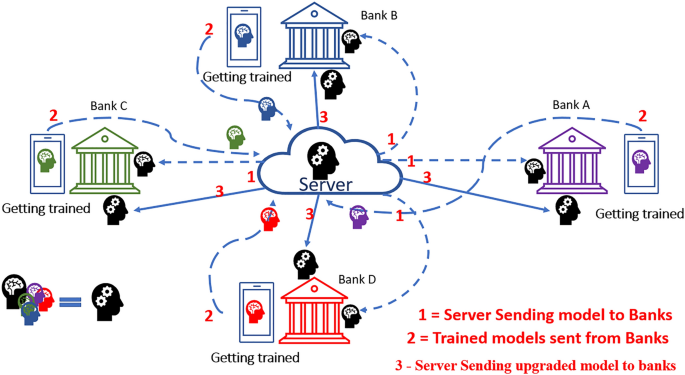 Bank B
2
Getting trained
Bank C
2
3
1
Bank A
2
1
1
Server
3
3
Getting trained
Getting trained
3
1
Bank D
2
Getting trained
=
1 = Server Sending model to Banks
2 = Trained models sent from Banks
3 - Server Sending upgraded model to banks